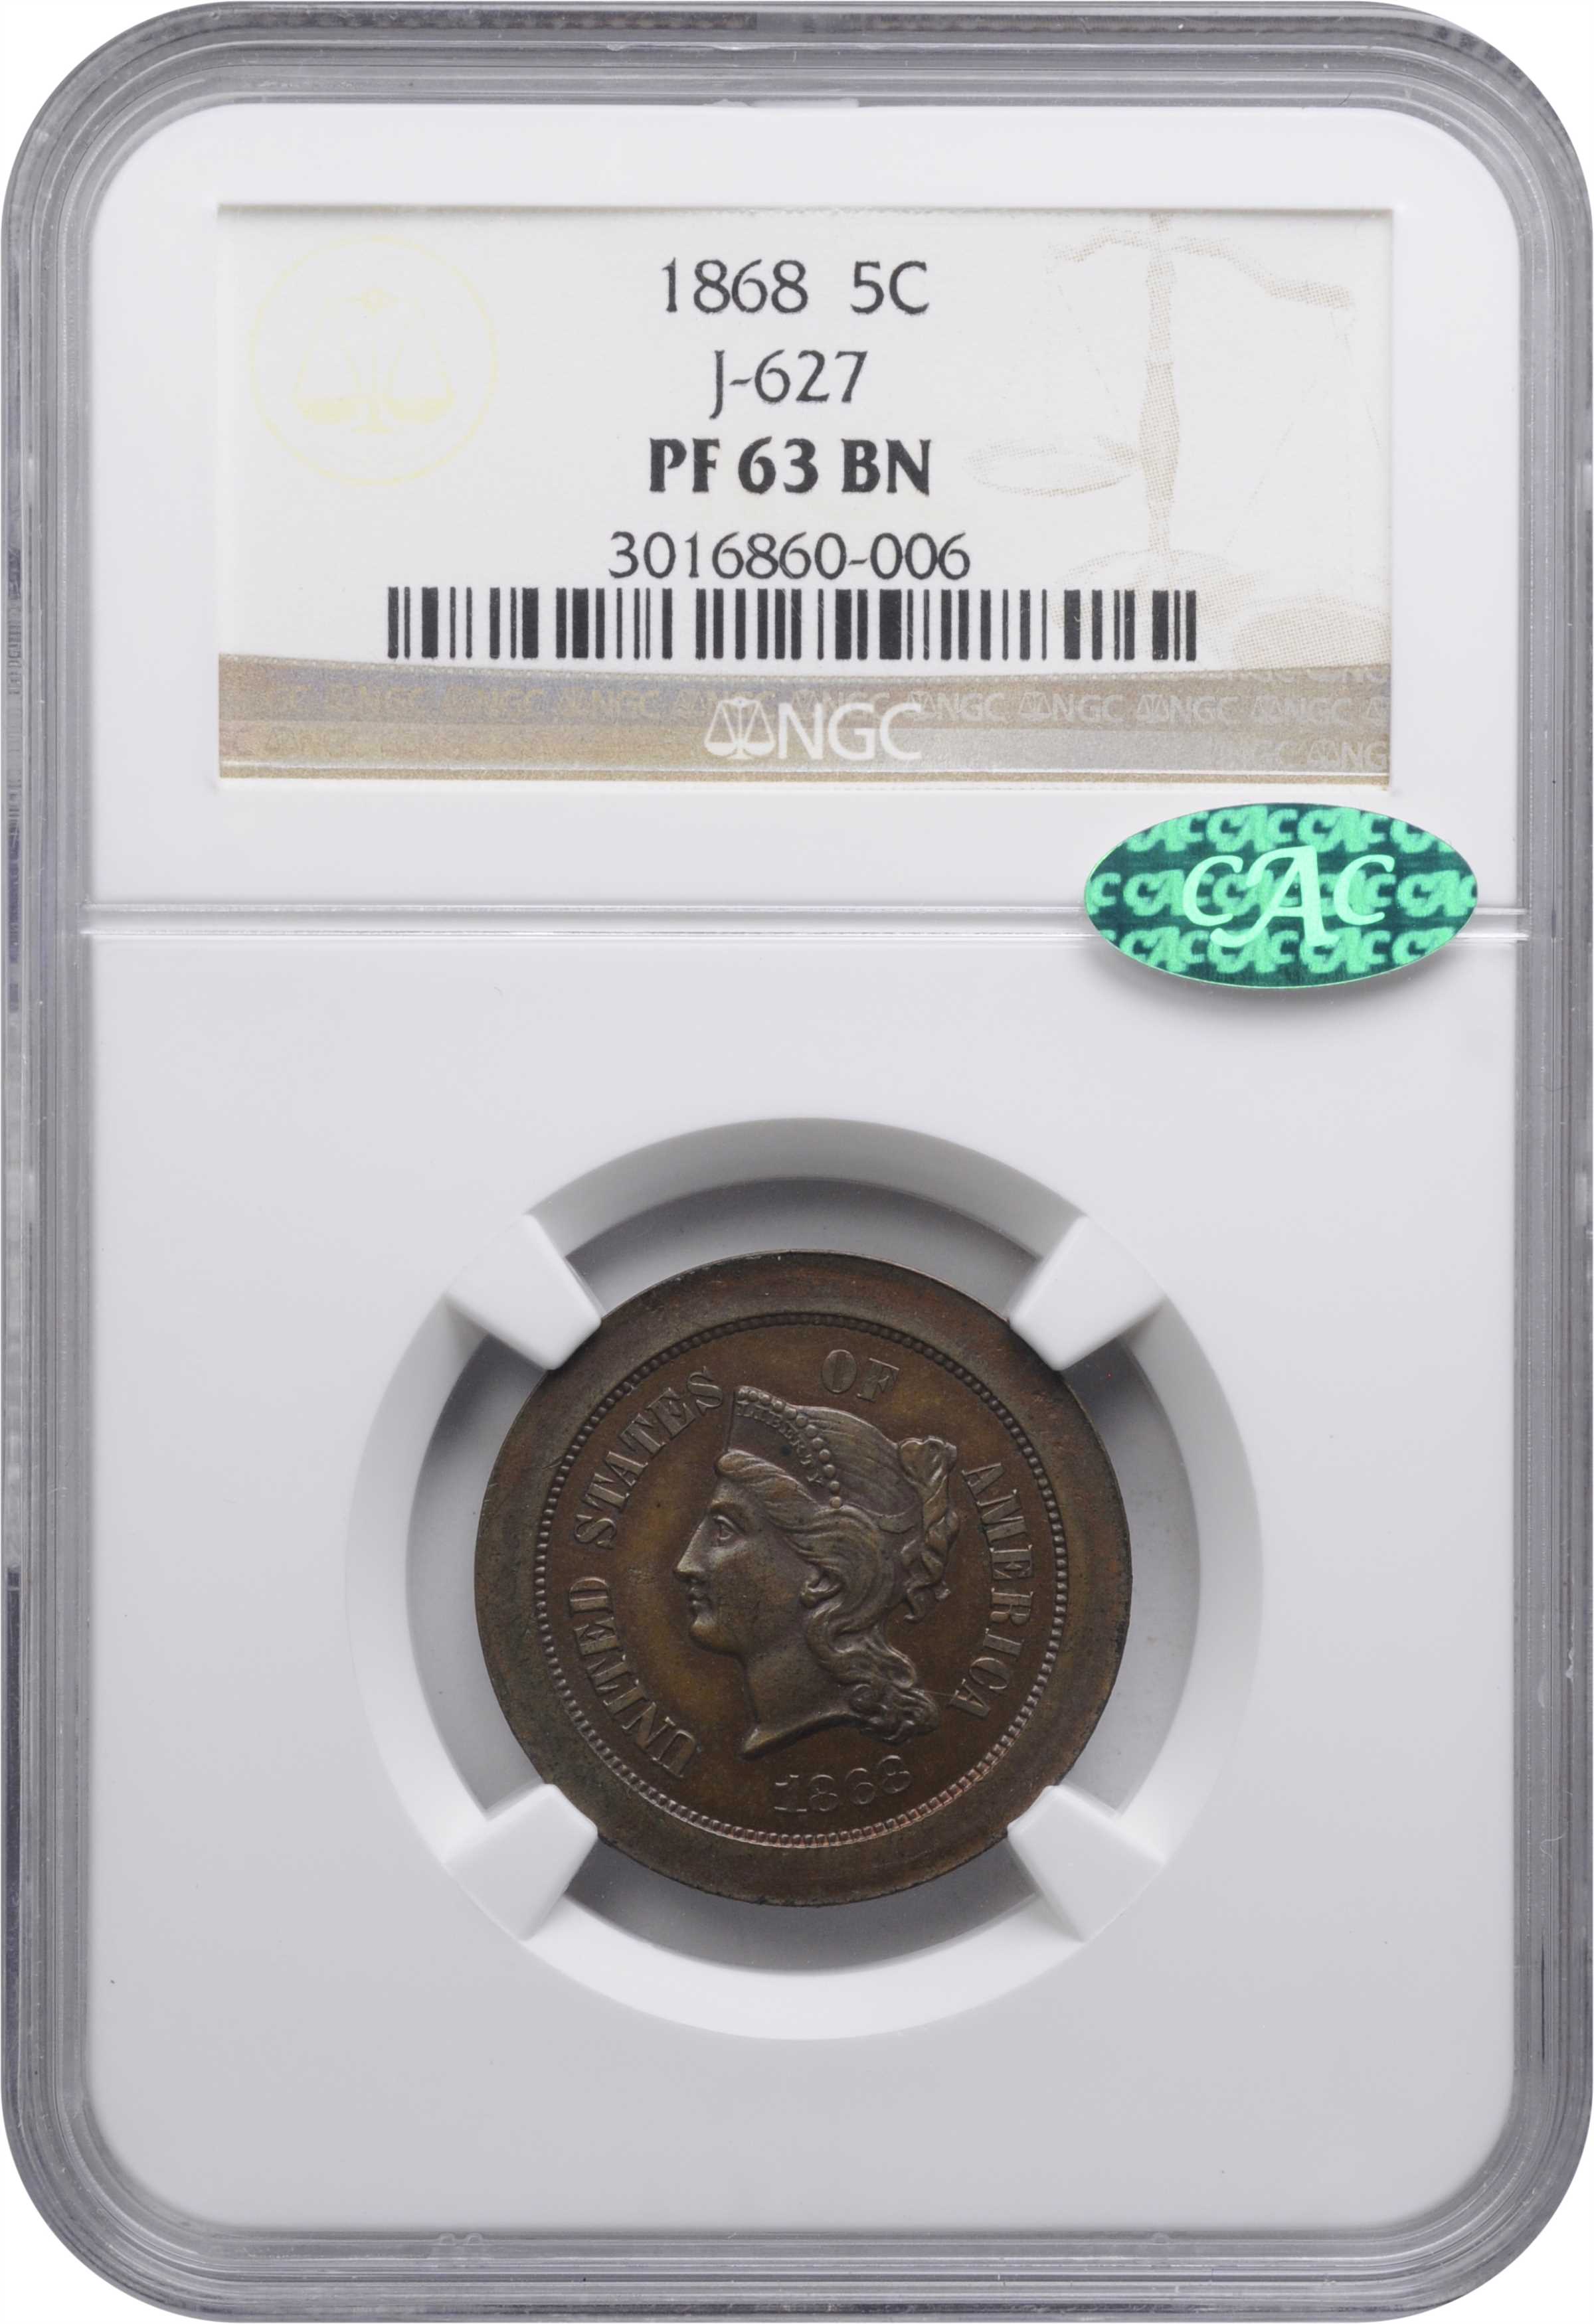 1868 5C
J-627
PF 63 BN
3016860-006
NGC
CAC
UNITED STATES OF AMERICA
LIBERTY
1868